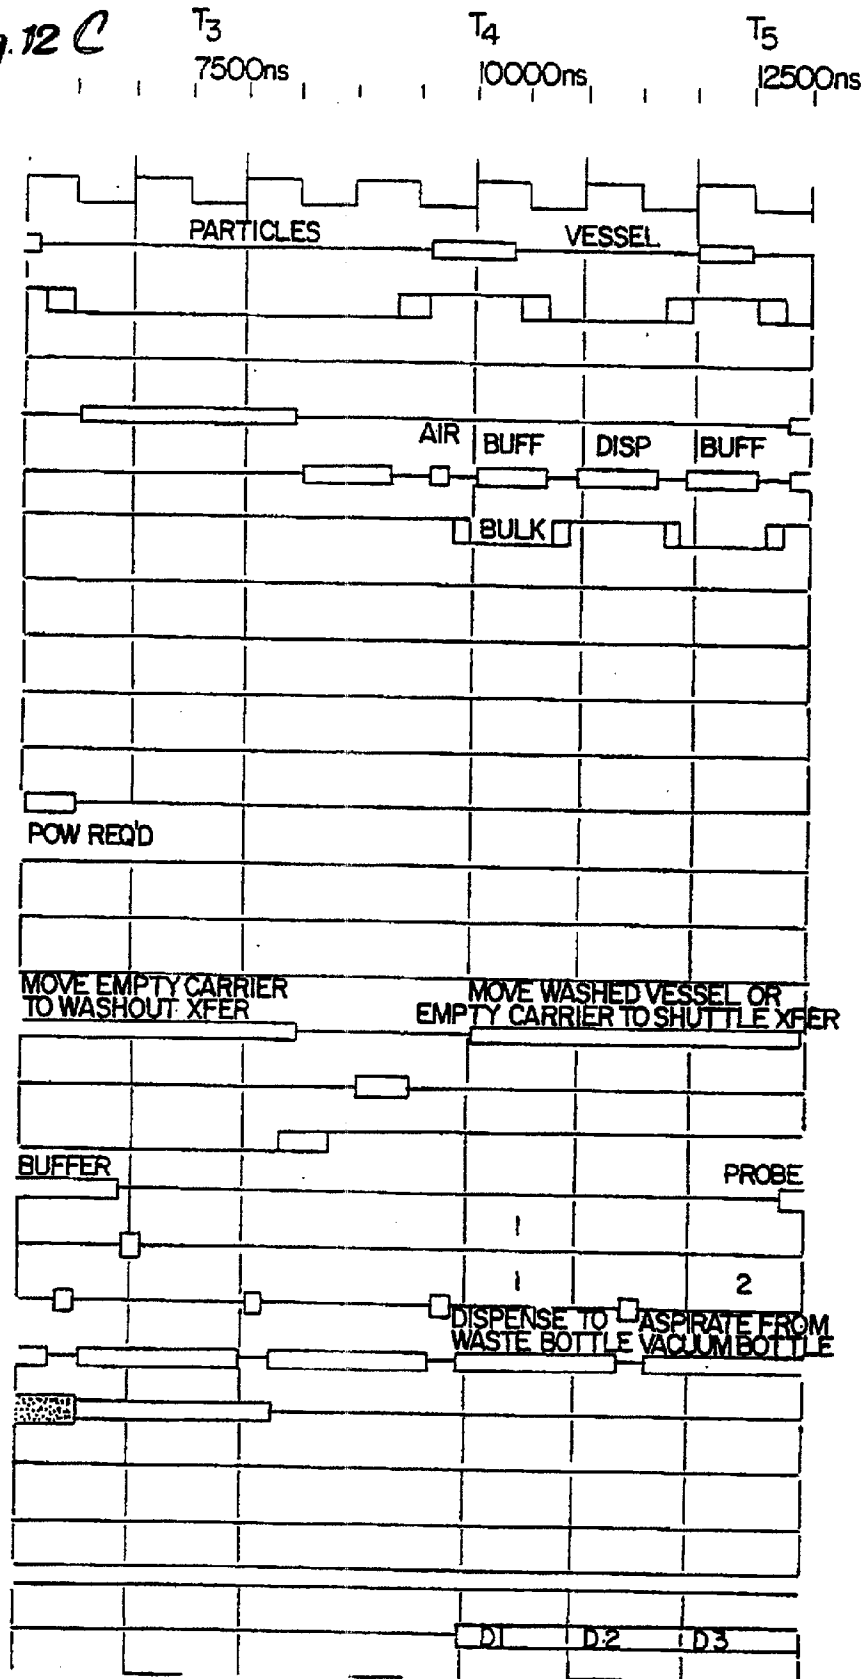 g. 12 C
T3 T4 T5
7500ns 10000ns 12500ns
PARTICLES VESSEL
AIR BUFF DISP BUFF
BULK
POW REQ'D
MOVE EMPTY CARRIER
TO WASHOUT XFER
MOVE WASHED VESSEL OR
EMPTY CARRIER TO SHUTTLE XFER
BUFFER PROBE
1
1 2
DISPENSE TO
WASTE BOTTLE
ASPIRATE FROM
VACUUM BOTTLE
D1 D2 D3